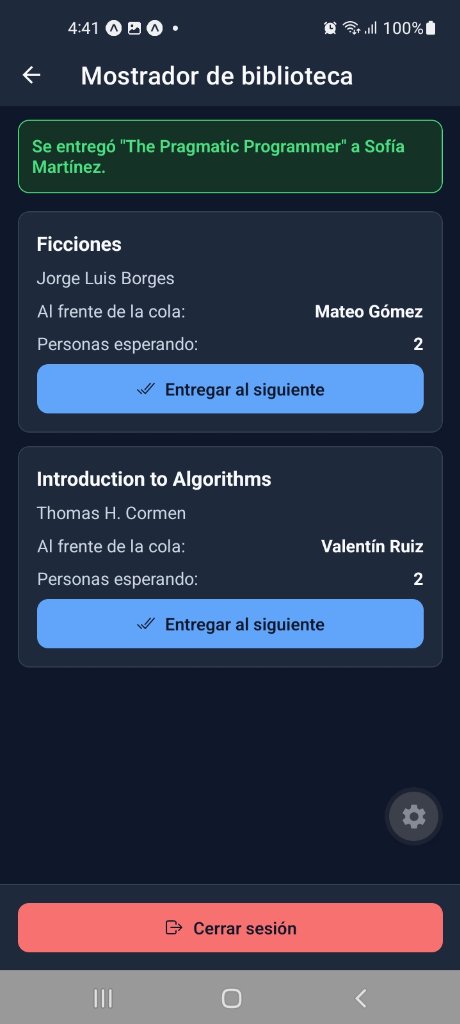 4:41
100%
Mostrador de biblioteca
Se entregó "The Pragmatic Programmer" a Sofía
Martínez.
Ficciones
Jorge Luis Borges
Al frente de la cola: Mateo Gómez
Personas esperando: 2
Entregar al siguiente
Introduction to Algorithms
Thomas H. Cormen
Al frente de la cola: Valentín Ruiz
Personas esperando: 2
Entregar al siguiente
Cerrar sesión